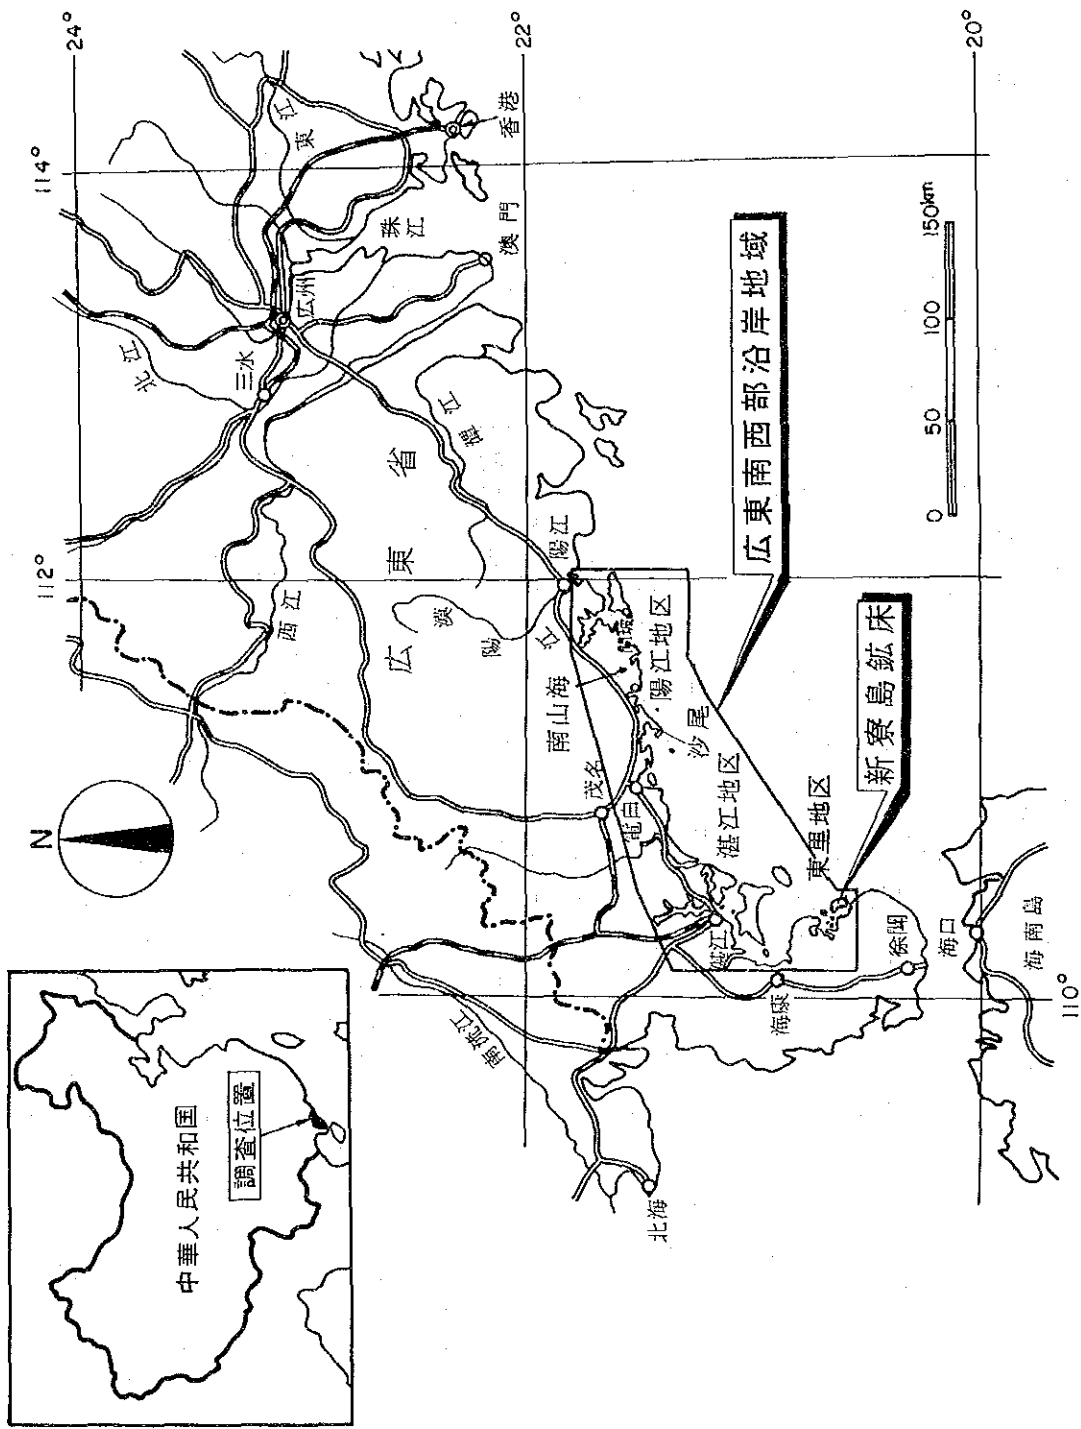 中華人民共和国
調査位置
N
24°
22°
20°
114°
112°
110°
北江
東江
三水
広州
珠江
香港
澳門
西江
潭江
広東省
漠陽江
陽江
閘坡
南山海
陽江地区
沙尾
茂名
電白
湛江地区
湛江
東里地区
海康
徐聞
海口
海南島
南流江
北海
広東南西部沿岸地域
新寮島鉱床
0 50 100 150km